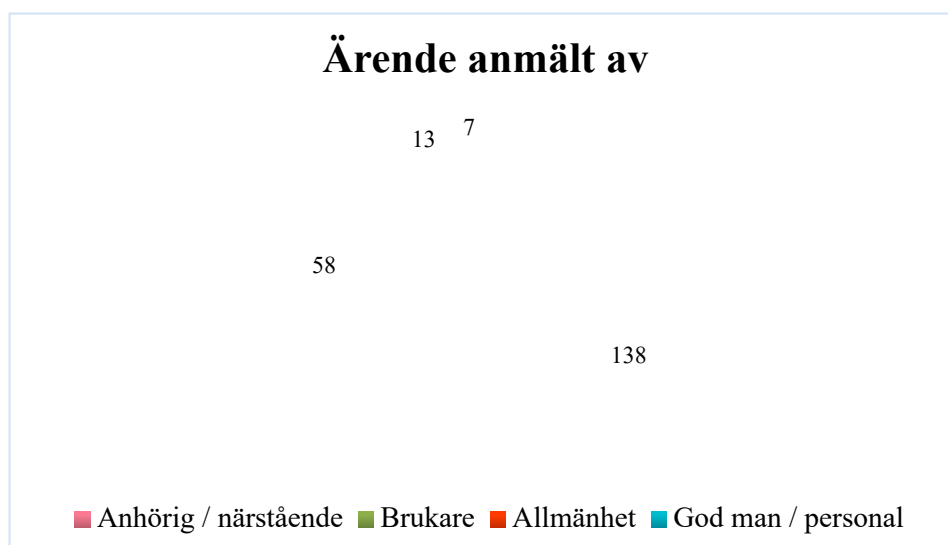 Ärende anmält av
13
7
58
138
Anhörig / närstående Brukare Allmänhet God man / personal